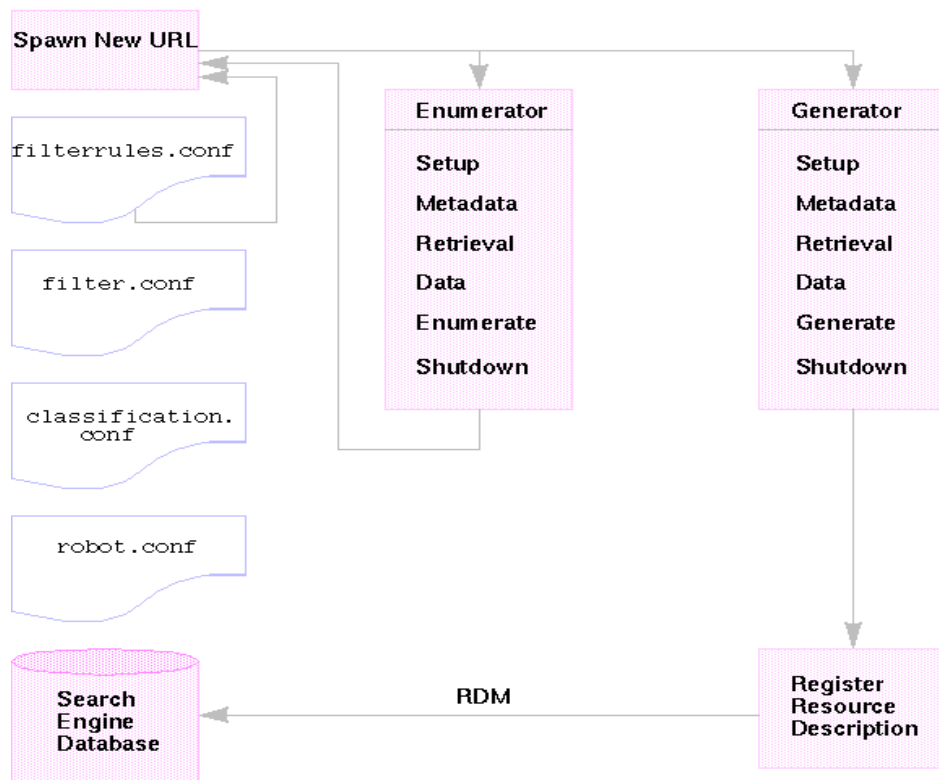 Spawn New URL
filterrules.conf
filter.conf
classification.
conf
robot.conf
Search
Engine
Database
Enumerator
Setup
Metadata
Retrieval
Data
Enumerate
Shutdown
Generator
Setup
Metadata
Retrieval
Data
Generate
Shutdown
RDM
Register
Resource
Description